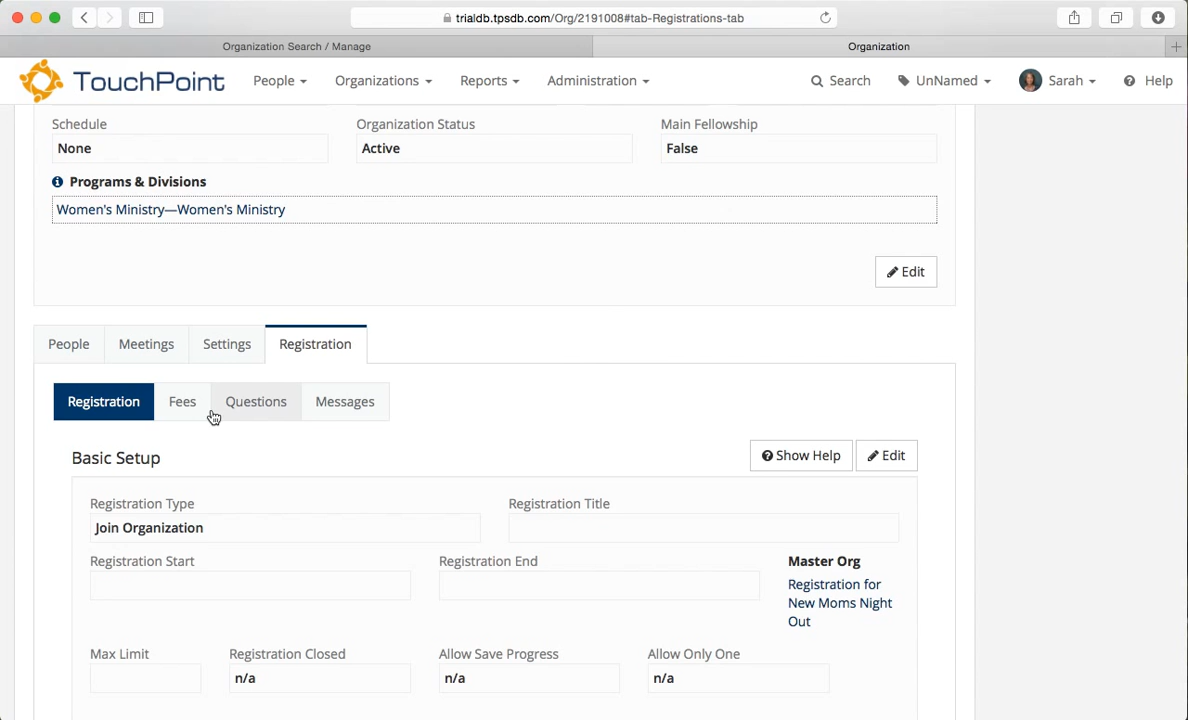 trialdb.tpsdb.com/Org/2191008#tab-Registrations-tab
Organization Search / Manage
Organization
TouchPoint
People
Organizations
Reports
Administration
Search
UnNamed
Sarah
Help
Schedule
Organization Status
Main Fellowship
None
Active
False
Programs & Divisions
Women's Ministry—Women's Ministry
Edit
People
Meetings
Settings
Registration
Registration
Fees
Questions
Messages
Basic Setup
Show Help
Edit
Registration Type
Registration Title
Join Organization
Registration Start
Registration End
Master Org
Registration for
New Moms Night
Out
Max Limit
Registration Closed
Allow Save Progress
Allow Only One
n/a
n/a
n/a